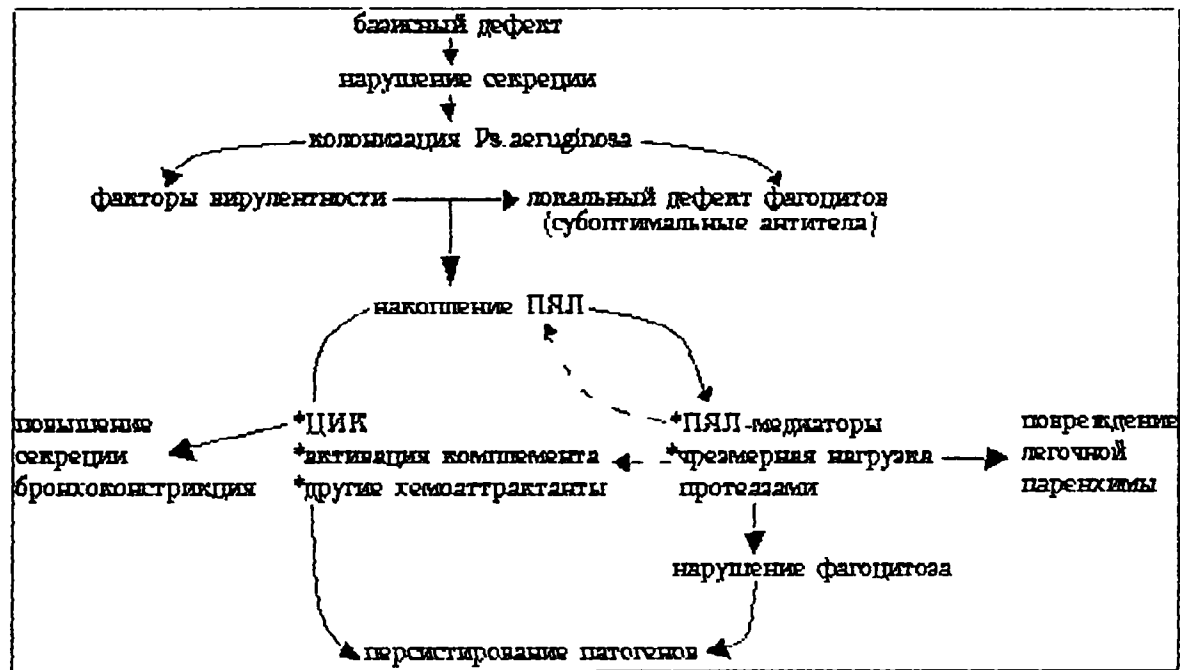 базисный дефект
нарушение секреции
колонизация Ps.aeruginosa
факторы вирулентности
локальный дефект фагоцитов
(субоптимальные антитела)
накопление ПЯЛ
повышение
секреции
бронхоконстрикция
*ЦИК
*активация комплемента
*другие хемоаттрактанты
*ПЯЛ-медиаторы
*чрезмерная нагрузка
протеазами
повреждение
легочной
паренхимы
нарушение фагоцитоза
персистирование патогенов